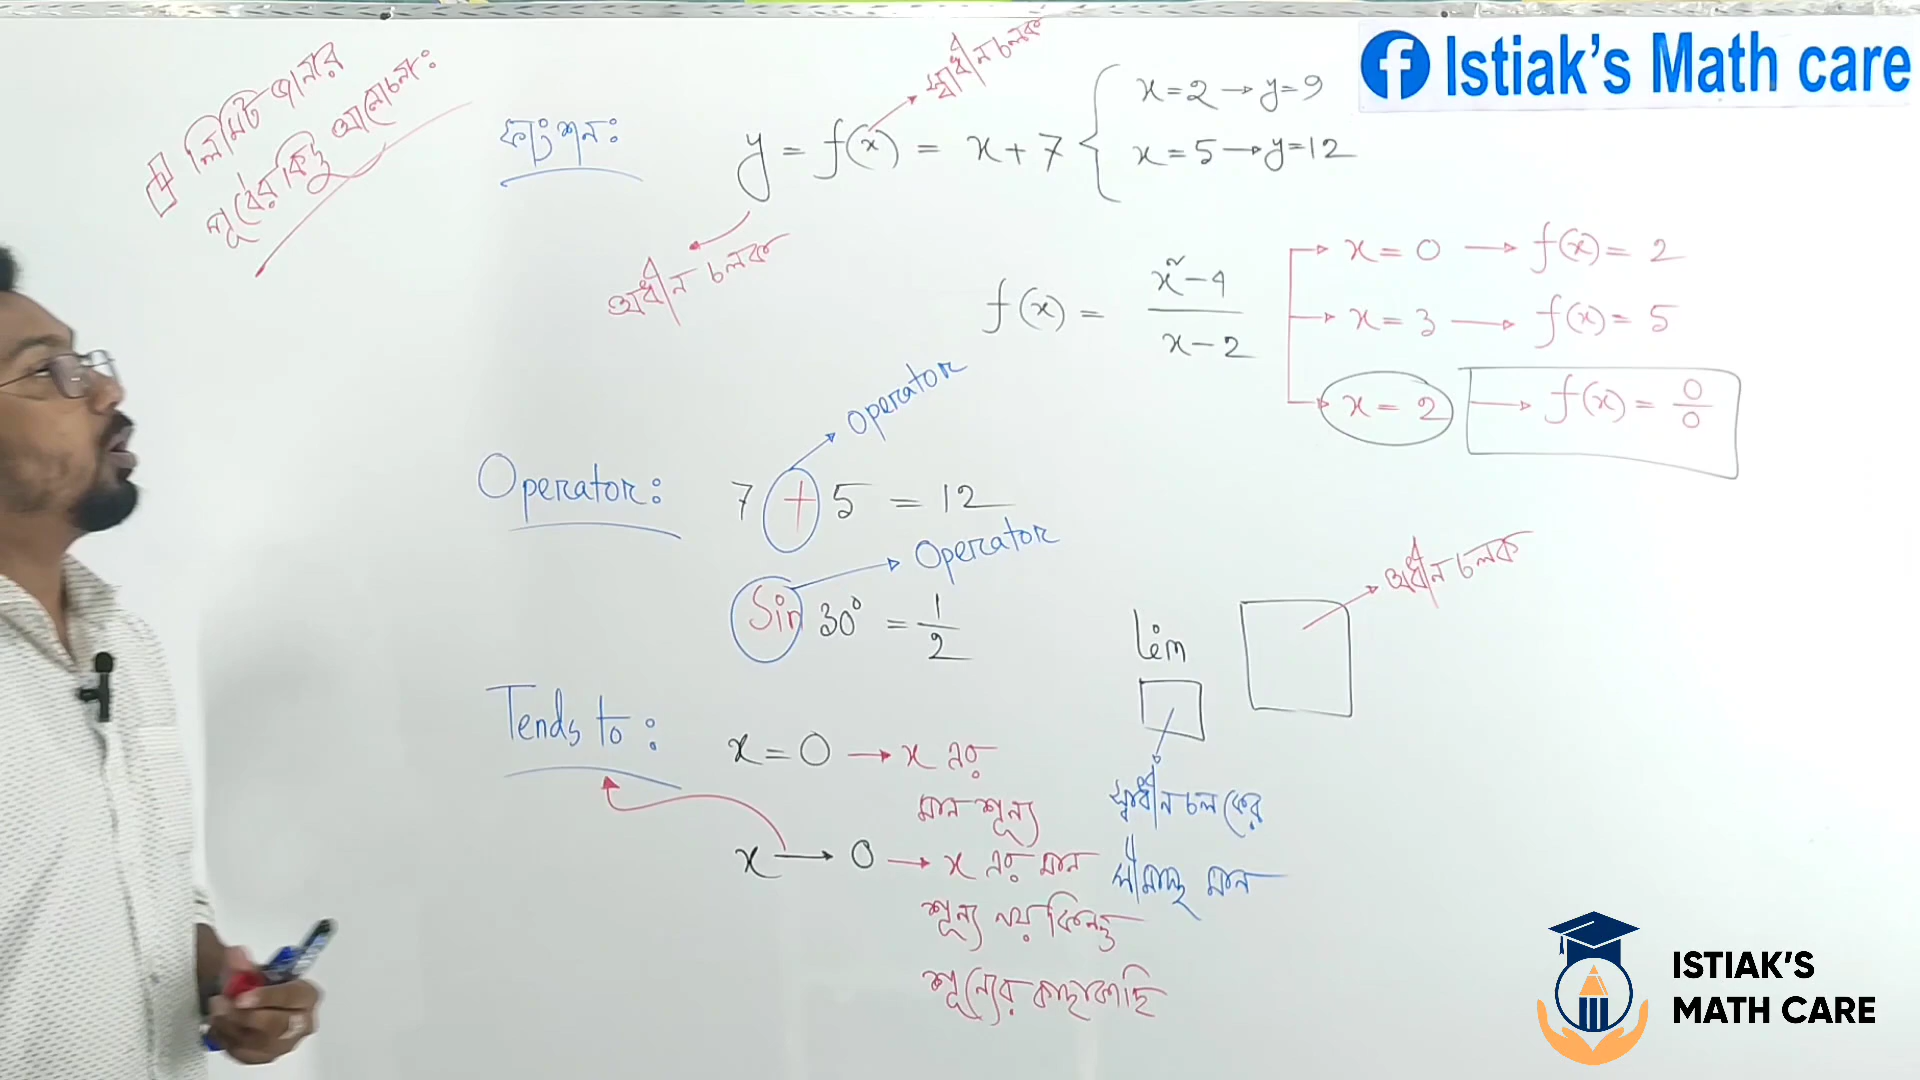 লিমিট জানার
পূর্বের কিছু আলোচনা:
ফাংশন:
y = f(x) = x + 7
x = 2 → y = 9
x = 5 → y = 12
স্বাধীন চলক
অধীন চলক
f(x) = x² - 4 / x - 2
x = 0 → f(x) = 2
x = 3 → f(x) = 5
x = 2 → f(x) = 0/0
Operator:
7 + 5 = 12
operator
Sin 30° = 1/2
Operator
Tends to:
x = 0 → x এর
মান শূন্য
x → 0 → x এর মান
শূন্য নয় কিন্তু
শূন্যের কাছাকাছি
lim
অধীন চলক
স্বাধীন চলকের
সীমাস্থ মান
Istiak's Math care
ISTIAK'S
MATH CARE